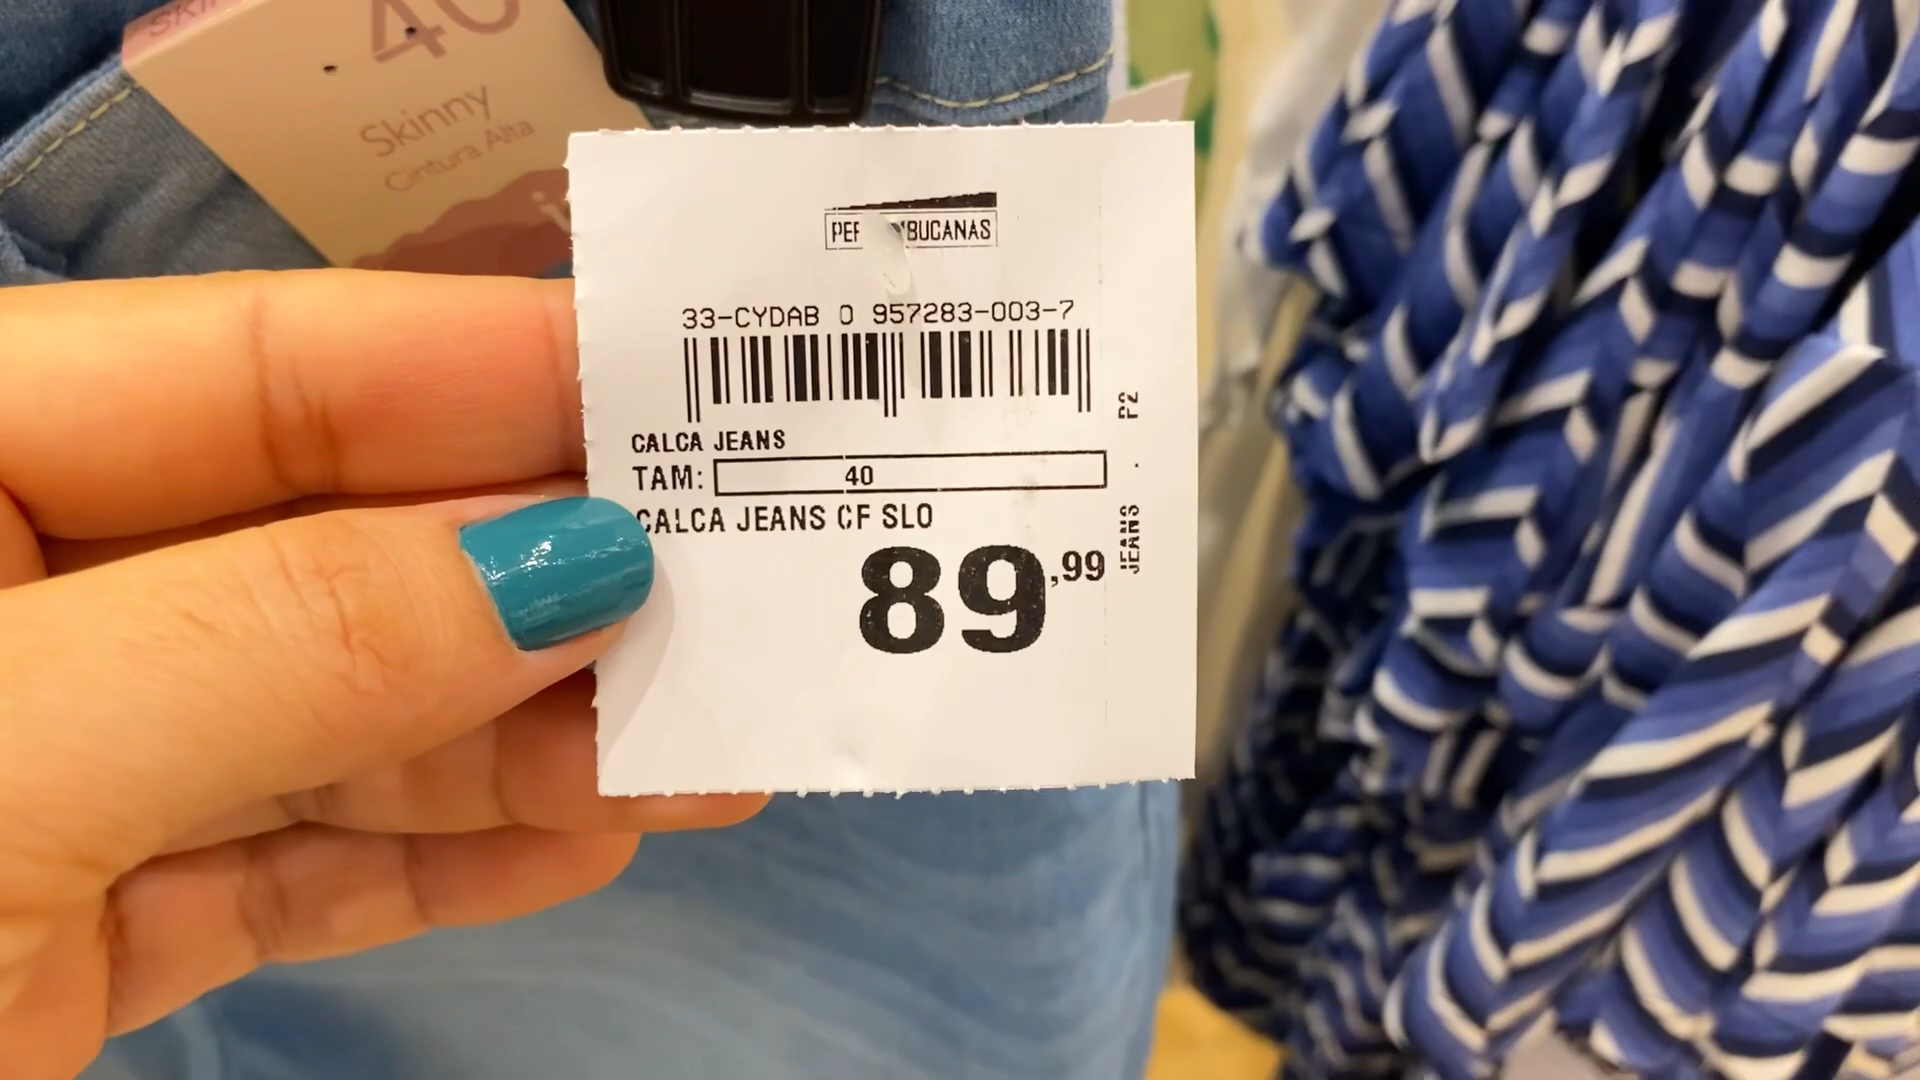 40
Skinny
Cintura Alta
33-CYDAB 0 957283-003-7
CALCA JEANS
TAM: 40
CALCA JEANS CF SLO
89,99
P2
JEANS